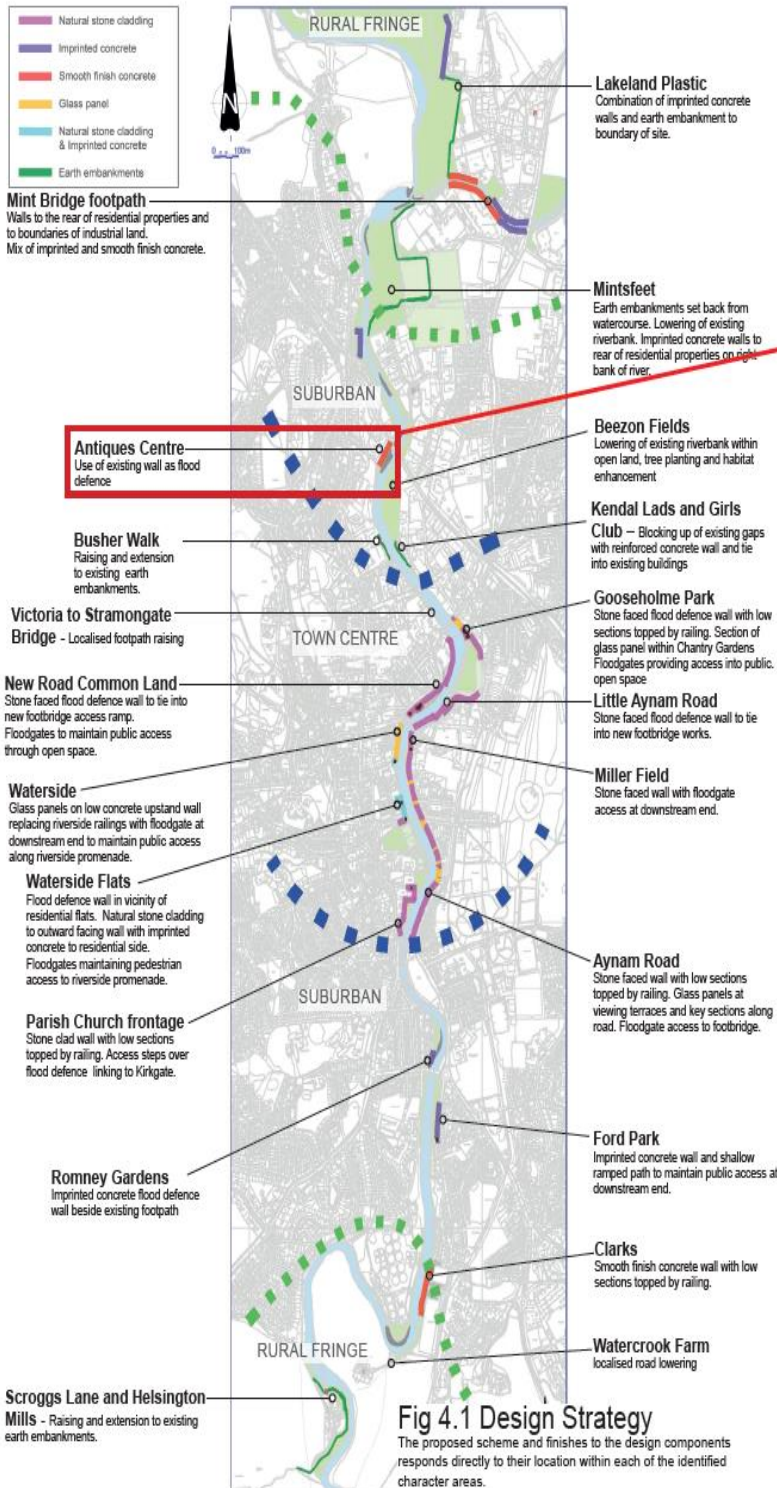 Natural stone cladding
Imprinted concrete
Smooth finish concrete
Glass panel
Natural stone cladding
& Imprinted concrete
Earth embankments
N
0 100m
RURAL FRINGE
Lakeland Plastic
Combination of imprinted concrete
walls and earth embankment to
boundary of site.
Mint Bridge footpath
Walls to the rear of residential properties and
to boundaries of industrial land.
Mix of imprinted and smooth finish concrete.
Mintsfeet
Earth embankments set back from
watercourse. Lowering of existing
riverbank. Imprinted concrete walls to
rear of residential properties on right
bank of river.
SUBURBAN
Antiques Centre
Use of existing wall as flood
defence
Beezon Fields
Lowering of existing riverbank within
open land, tree planting and habitat
enhancement
Busher Walk
Raising and extension
to existing earth
embankments.
Kendal Lads and Girls
Club – Blocking up of existing gaps
with reinforced concrete wall and tie
into existing buildings
Victoria to Stramongate
Bridge - Localised footpath raising
TOWN CENTRE
Gooseholme Park
Stone faced flood defence wall with low
sections topped by railing. Section of
glass panel within Chantry Gardens
Floodgates providing access into public.
open space
New Road Common Land
Stone faced flood defence wall to tie into
new footbridge access ramp.
Floodgates to maintain public access
through open space.
Little Aynam Road
Stone faced flood defence wall to tie
into new footbridge works.
Miller Field
Stone faced wall with floodgate
access at downstream end.
Waterside
Glass panels on low concrete upstand wall
replacing riverside railings with floodgate at
downstream end to maintain public access
along riverside promenade.
Waterside Flats
Flood defence wall in vicinity of
residential flats. Natural stone cladding
to outward facing wall with imprinted
concrete to residential side.
Floodgates maintaining pedestrian
access to riverside promenade.
Aynam Road
Stone faced wall with low sections
topped by railing. Glass panels at
viewing terraces and key sections along
road. Floodgate access to footbridge.
SUBURBAN
Parish Church frontage
Stone clad wall with low sections
topped by railing. Access steps over
flood defence linking to Kirkgate.
Ford Park
Imprinted concrete wall and shallow
ramped path to maintain public access at
downstream end.
Romney Gardens
Imprinted concrete flood defence
wall beside existing footpath
Clarks
Smooth finish concrete wall with low
sections topped by railing.
RURAL FRINGE
Watercrook Farm
localised road lowering
Scroggs Lane and Helsington
Mills - Raising and extension to existing
earth embankments.
Fig 4.1 Design Strategy
The proposed scheme and finishes to the design components
responds directly to their location within each of the identified
character areas.